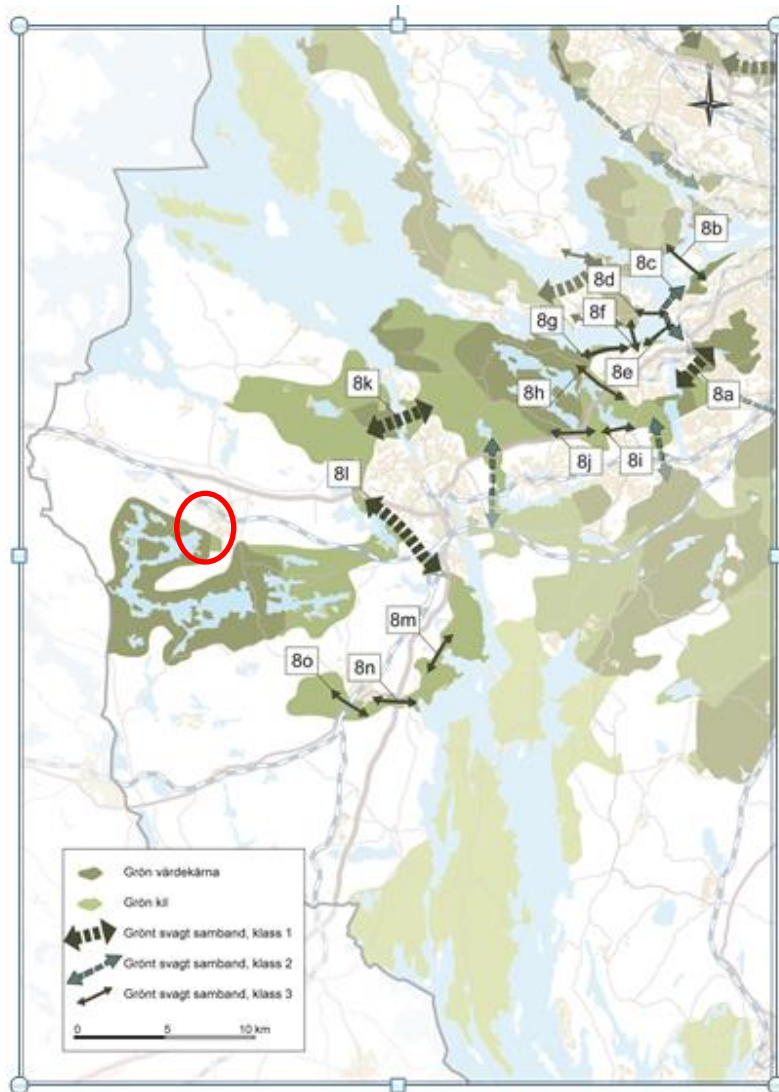 8b
8c
8d
8f
8g
8e
8h
8a
8k
8j
8i
8l
8m
8o
8n
Grön värdekärna
Grön kil
Grönt svagt samband, klass 1
Grönt svagt samband, klass 2
Grönt svagt samband, klass 3
0 5 10 km